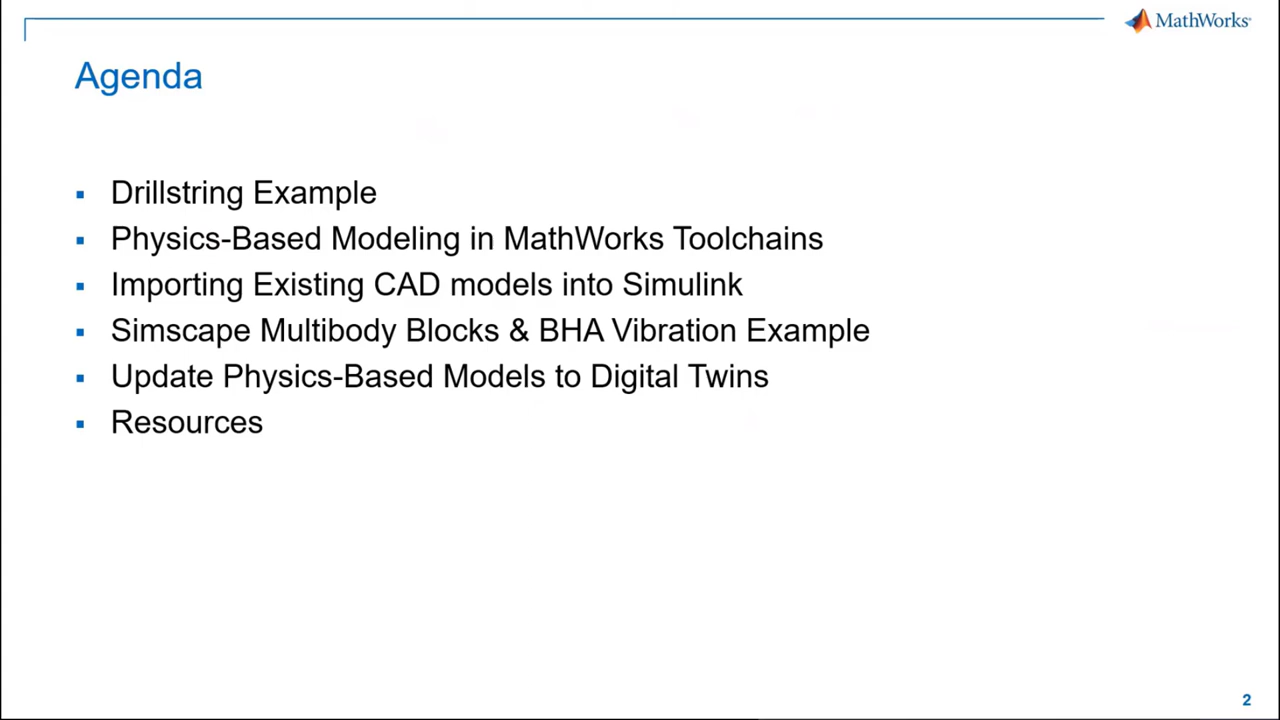 MathWorks
Agenda
Drillstring Example
Physics-Based Modeling in MathWorks Toolchains
Importing Existing CAD models into Simulink
Simscape Multibody Blocks & BHA Vibration Example
Update Physics-Based Models to Digital Twins
Resources
2